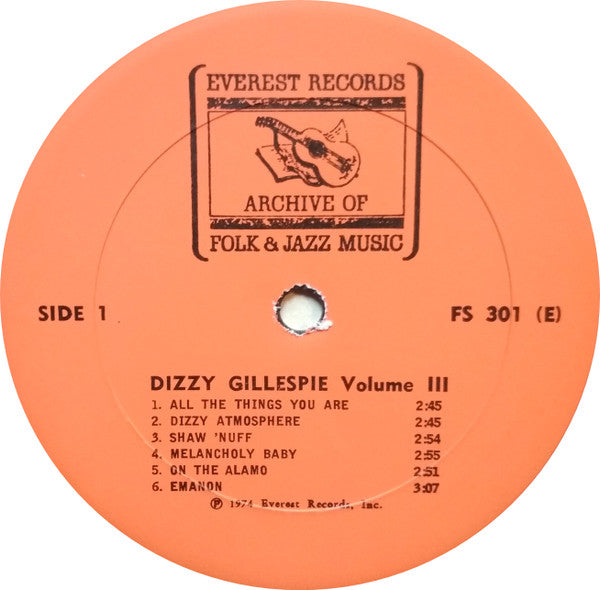 EVEREST RECORDS
ARCHIVE OF
FOLK & JAZZ MUSIC
SIDE 1
FS 301 (E)
DIZZY GILLESPIE Volume III
1. ALL THE THINGS YOU ARE 2:45
2. DIZZY ATMOSPHERE 2:45
3. SHAW 'NUFF 2:54
4. MELANCHOLY BABY 2:55
5. ON THE ALAMO 2:51
6. EMANON 3:07
℗ 1974 Everest Records, Inc.